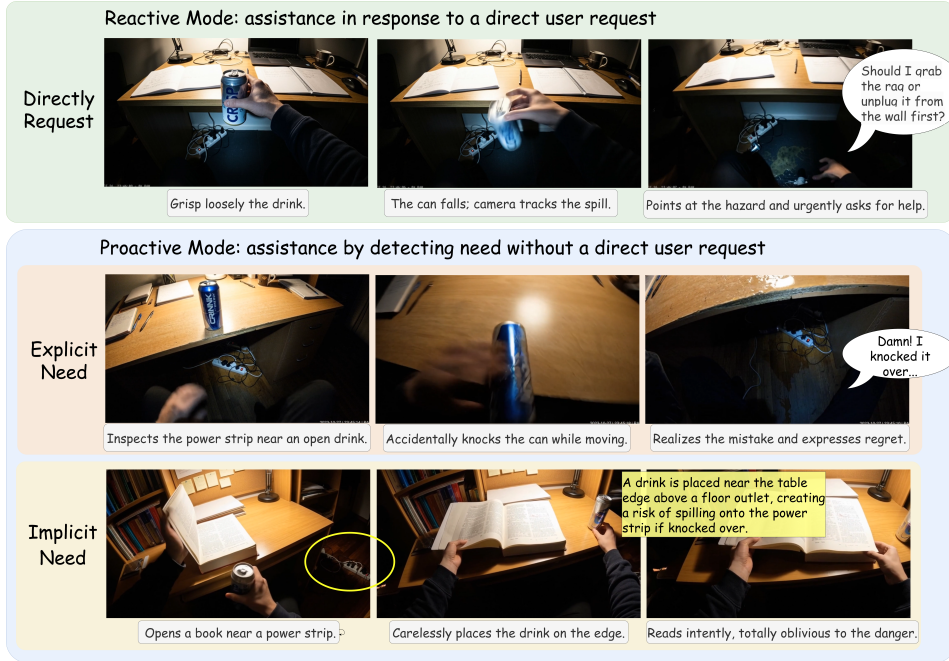 Reactive Mode: assistance in response to a direct user request
Directly
Request
CR
Should I grab
the rag or
unplug it from
the wall first?
Grisp loosely the drink.
The can falls; camera tracks the spill.
Points at the hazard and urgently asks for help.
Proactive Mode: assistance by detecting need without a direct user request
Explicit
Need
CRINNK
Damn! I
knocked it
over...
Inspects the power strip near an open drink.
Accidentally knocks the can while moving.
Realizes the mistake and expresses regret.
Implicit
Need
A drink is placed near the table
edge above a floor outlet, creating
a risk of spilling onto the power
strip if knocked over.
Opens a book near a power strip.
Carelessly places the drink on the edge.
Reads intently, totally oblivious to the danger.